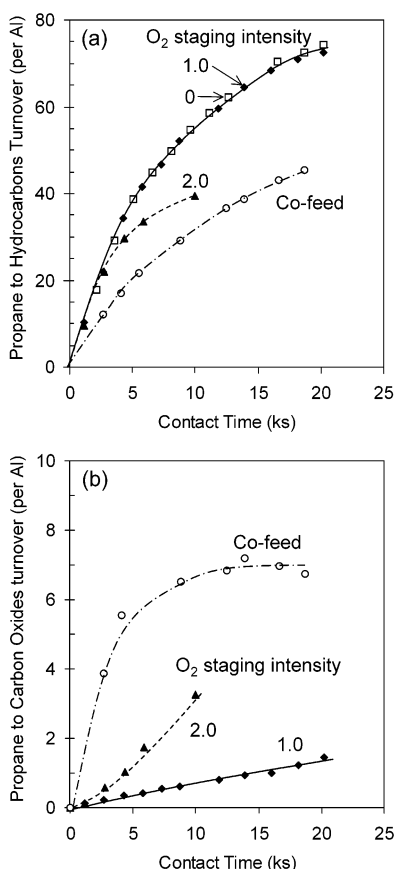 (a)
O2 staging intensity
1.0
0
2.0
Co-feed
80
60
40
20
0
0 5 10 15 20 25
Propane to Hydrocarbons Turnover (per Al)
Contact Time (ks)
(b)
Co-feed
O2 staging intensity
2.0
1.0
10
8
6
4
2
0
0 5 10 15 20 25
Propane to Carbon Oxides turnover (per Al)
Contact Time (ks)